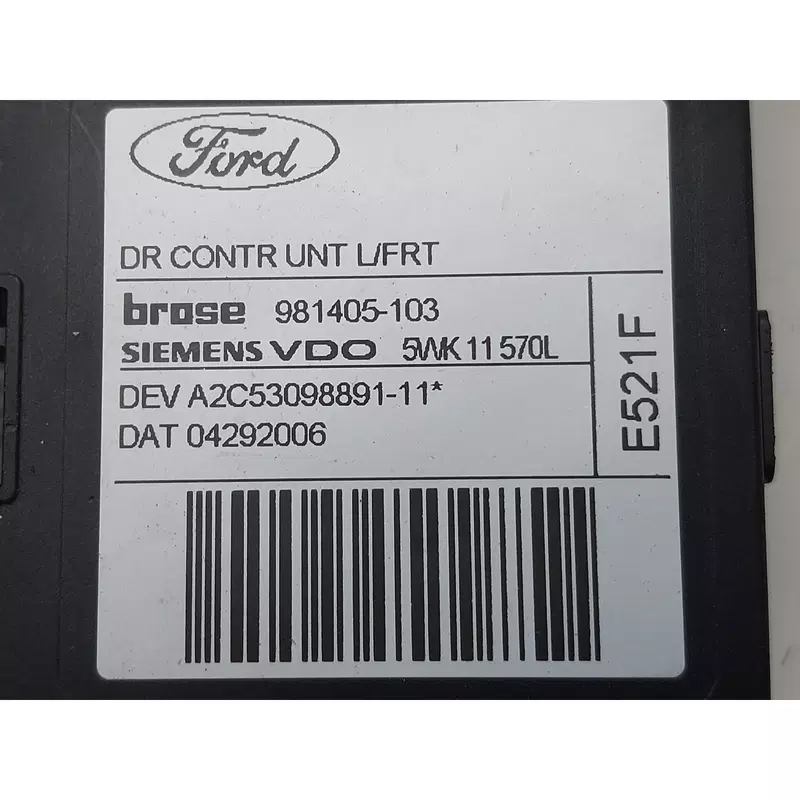 Ford
DR CONTR UNT L/FRT
brose 981405-103
SIEMENS VDO 5WK11570L
DEV A2C53098891-11*
DAT 04292006
E521F